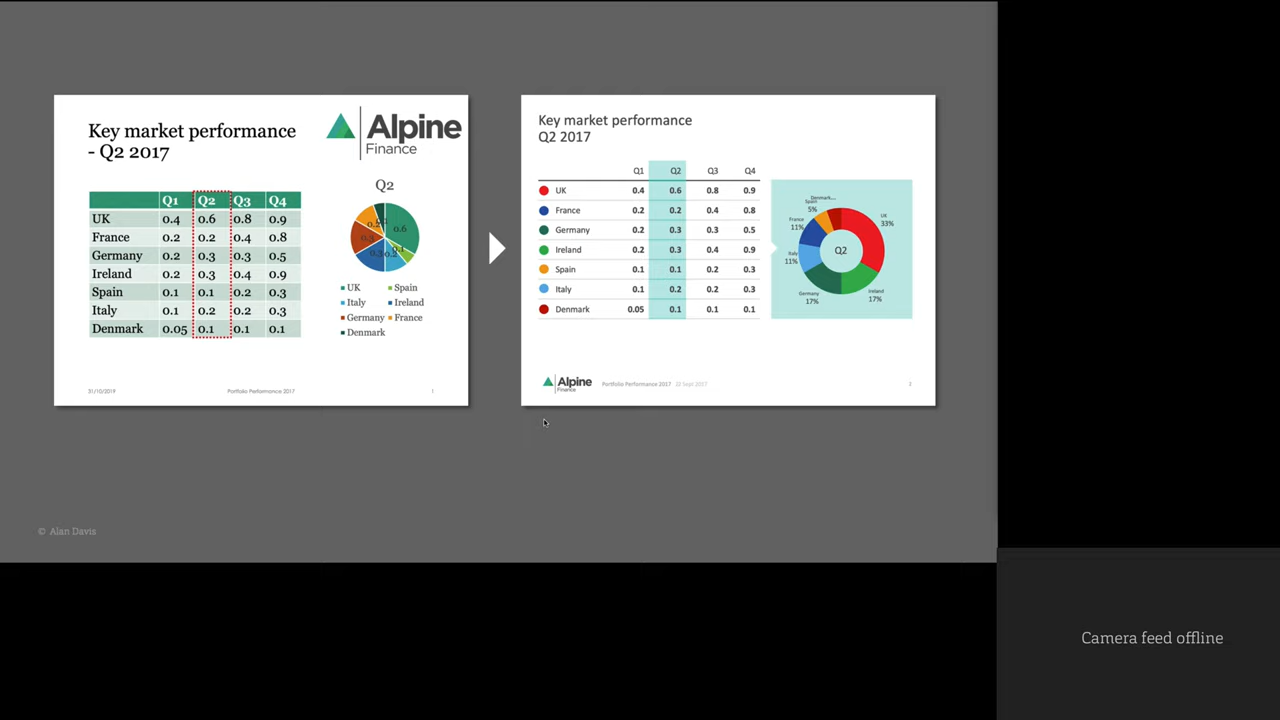 Key market performance
- Q2 2017
Alpine
Finance
Q1 Q2 Q3 Q4
UK 0.4 0.6 0.8 0.9
France 0.2 0.2 0.4 0.8
Germany 0.2 0.3 0.3 0.5
Ireland 0.2 0.3 0.4 0.9
Spain 0.1 0.1 0.2 0.3
Italy 0.1 0.2 0.2 0.3
Denmark 0.05 0.1 0.1 0.1
Q2
0.6
UK Spain
Italy Ireland
Germany France
Denmark
31/10/2019 Portfolio Performance 2017 1
Key market performance
Q2 2017
Q1 Q2 Q3 Q4
UK 0.4 0.6 0.8 0.9
France 0.2 0.2 0.4 0.8
Germany 0.2 0.3 0.3 0.5
Ireland 0.2 0.3 0.4 0.9
Spain 0.1 0.1 0.2 0.3
Italy 0.1 0.2 0.2 0.3
Denmark 0.05 0.1 0.1 0.1
Denmark...
Spain
5%
France
11%
Italy
11%
Germany
17%
Ireland
17%
UK
33%
Q2
Alpine
Finance
Portfolio Performance 2017 22 Sept 2017 2
© Alan Davis
Camera feed offline